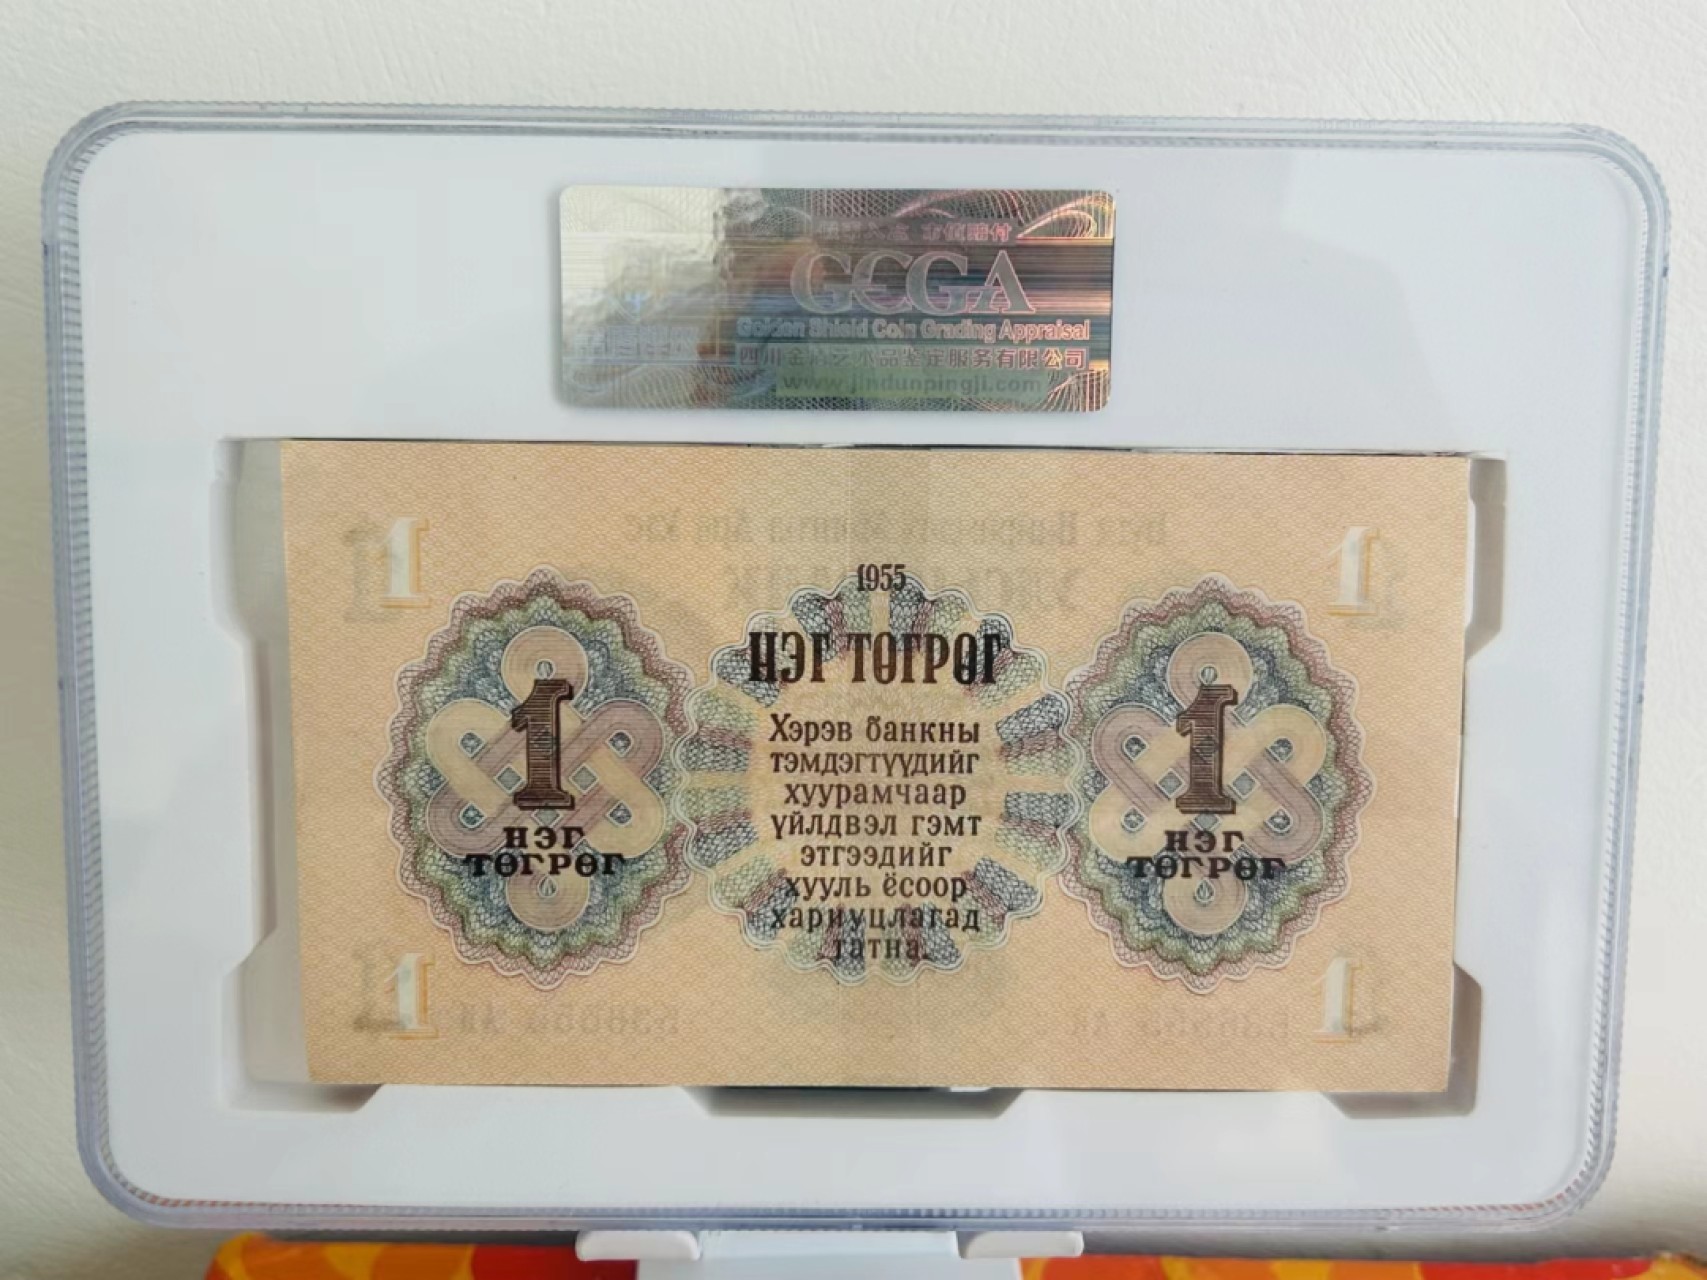 GCGA
Golden Shield Coin Grading Appraisal
四川金盾艺术品鉴定服务有限公司
www.jindunpingji.com
1
1
1955
НЭГ ТӨГРӨГ
Хэрэв банкны
тэмдэгтүүдийг
хуурамчаар
үйлдвэл гэмт
этгээдийг
хууль ёсоор
хариуцлагад
татна.
1
НЭГ
ТӨГРӨГ
1
НЭГ
ТӨГРӨГ
1
1